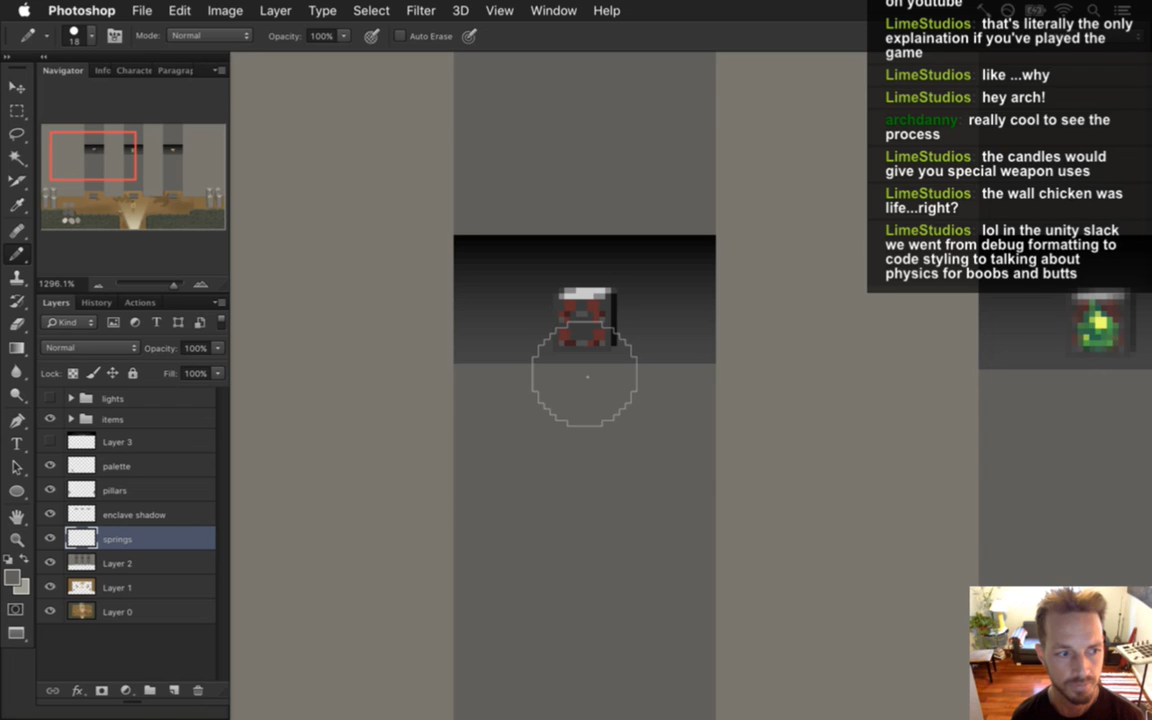 Photoshop File Edit Image Layer Type Select Filter 3D View Window Help
18 Mode: Normal Opacity: 100% Auto Erase
Navigator Info Characte Paragra
1296.1%
Layers History Actions
Kind
Normal Opacity: 100%
Lock: Fill: 100%
lights
items
Layer 3
palette
pillars
enclave shadow
springs
Layer 2
Layer 1
Layer 0
fx
on youtube
LimeStudios: that's literally the only
explaination if you've played the
game
LimeStudios: like ...why
LimeStudios: hey arch!
archdanny: really cool to see the
process
LimeStudios: the candles would
give you special weapon uses
LimeStudios: the wall chicken was
life...right?
LimeStudios: lol in the unity slack
we went from debug formatting to
code styling to talking about
physics for boobs and butts